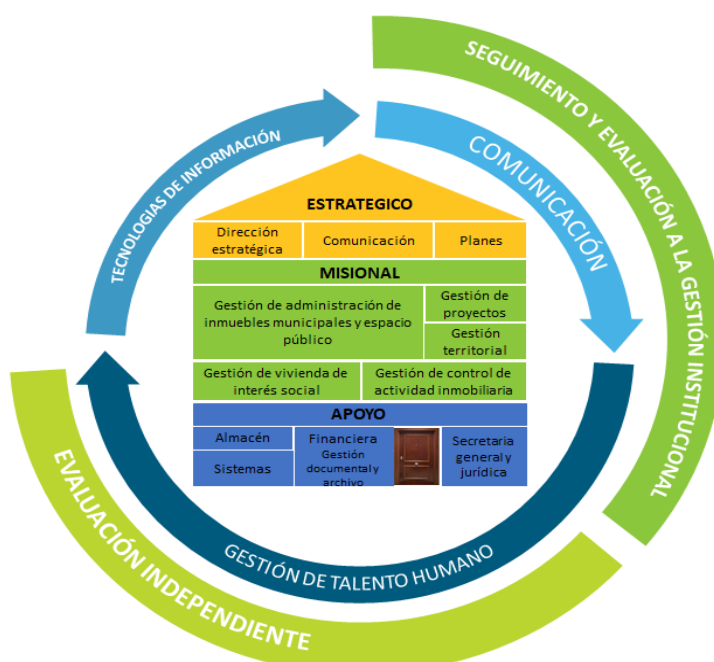 SEGUIMIENTO Y EVALUACIÓN A LA GESTIÓN INSTITUCIONAL
TECNOLOGIAS DE INFORMACIÓN
COMUNICACIÓN
ESTRATEGICO
Dirección
estratégica
Comunicación
Planes
MISIONAL
Gestión de administración de
inmuebles municipales y espacio
público
Gestión de
proyectos
Gestión
territorial
Gestión de vivienda de
interés social
Gestión de control de
actividad inmobiliaria
APOYO
Almacén
Sistemas
Financiera
Gestión
documental y
archivo
Secretaria
general y
jurídica
GESTIÓN DE TALENTO HUMANO
EVALUACIÓN INDEPENDIENTE